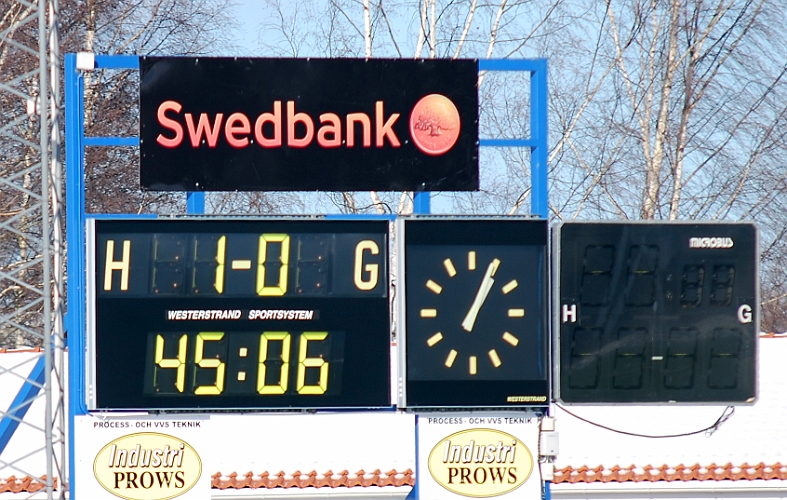 Swedbank
H 1-0 G
WESTERSTRAND SPORTSYSTEM
45:06
WESTERSTRAND
MICROBUS
H G
PROCESS- OCH VVS TEKNIK
Industri
PROWS
PROCESS- OCH VVS TEKNIK
Industri
PROWS